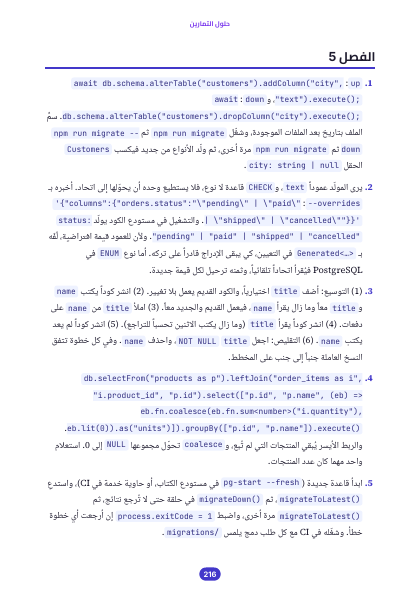 حلول التمارين
الفصل 5
1. up: await db.schema.alterTable("customers").addColumn("city",
"text").execute();‎، و down: await
db.schema.alterTable("customers").dropColumn("city").execute();‎. سمِّ
الملف بتاريخ بعد الملفات الموجودة، وشغّل npm run migrate ثم npm run migrate --
down ثم npm run migrate مرة أخرى، ثم ولّد الأنواع من جديد فيكسب Customers
الحقل city: string | null.
2. يرى المولّد عموداً text، و CHECK قاعدة لا نوع، فلا يستطيع وحده أن يحوّلها إلى اتحاد. أخبره بـ
--overrides: '{"columns":{"orders.status":"\"pending\" | \"paid\"
| \"shipped\" | \"cancelled\""}}'‎، والتشغيل في مستودع الكود يولّد status:
"pending" | "paid" | "shipped" | "cancelled"‎. ولأن للعمود قيمة افتراضية، لُفّه
بـ Generated<…> في التعيين، كي يبقى الإدراج قادراً على تركه. أما نوع ENUM في
PostgreSQL فيُقرأ اتحاداً تلقائياً، وثمنه ترحيل لكل قيمة جديدة.
3. (1) التوسيع: أضف title اختيارياً، والكود القديم يعمل بلا تغيير. (2) انشر كوداً يكتب name
و title معاً وما زال يقرأ name، فيعمل القديم والجديد معاً. (3) املأ title من name على
دفعات. (4) انشر كوداً يقرأ title (وما زال يكتب الاثنين تحسباً للتراجع). (5) انشر كوداً لم يعد
يكتب name. (6) التقليص: اجعل title NOT NULL، واحذف name. وفي كل خطوة تتفق
النسخ العاملة جنباً إلى جنب على المخطط.
4. db.selectFrom("products as p").leftJoin("order_items as i",
"i.product_id", "p.id").select(["p.id", "p.name", (eb) =>
eb.fn.coalesce(eb.fn.sum<number>("i.quantity"),
eb.lit(0)).as("units")]).groupBy(["p.id", "p.name"]).execute()‎.
والربط الأيسر يُبقي المنتجات التي لم تُبع، و coalesce تحوّل مجموعها NULL إلى 0. استعلام
واحد مهما كان عدد المنتجات.
5. ابدأ قاعدة جديدة (pg-start --fresh في مستودع الكتاب، أو حاوية خدمة في CI)، واستدعِ
migrateToLatest()‎، ثم migrateDown()‎ في حلقة حتى لا تُرجع نتائج، ثم
migrateToLatest()‎ مرة أخرى، واضبط process.exitCode = 1 إن أرجعت أي خطوة
خطأً. وشغّله في CI مع كل طلب دمج يلمس migrations/‎.
216